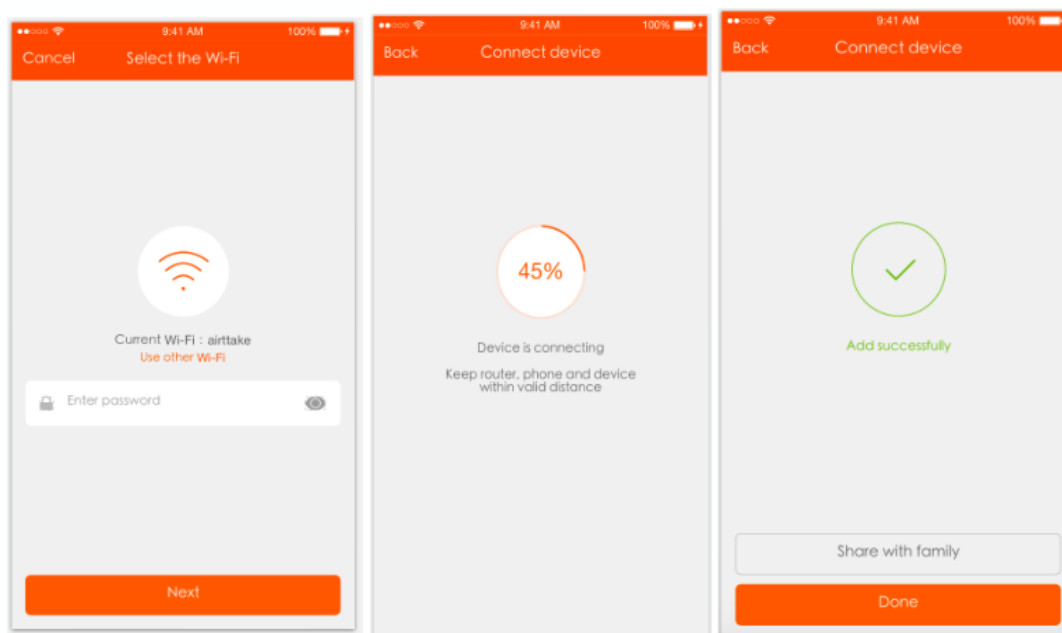 9:41 AM 100%
Cancel Select the Wi-Fi
Current Wi-Fi : airttake
Use other Wi-Fi
Enter password
Next
9:41 AM 100%
Back Connect device
45%
Device is connecting
Keep router, phone and device
within valid distance
9:41 AM 100%
Back Connect device
Add successfully
Share with family
Done